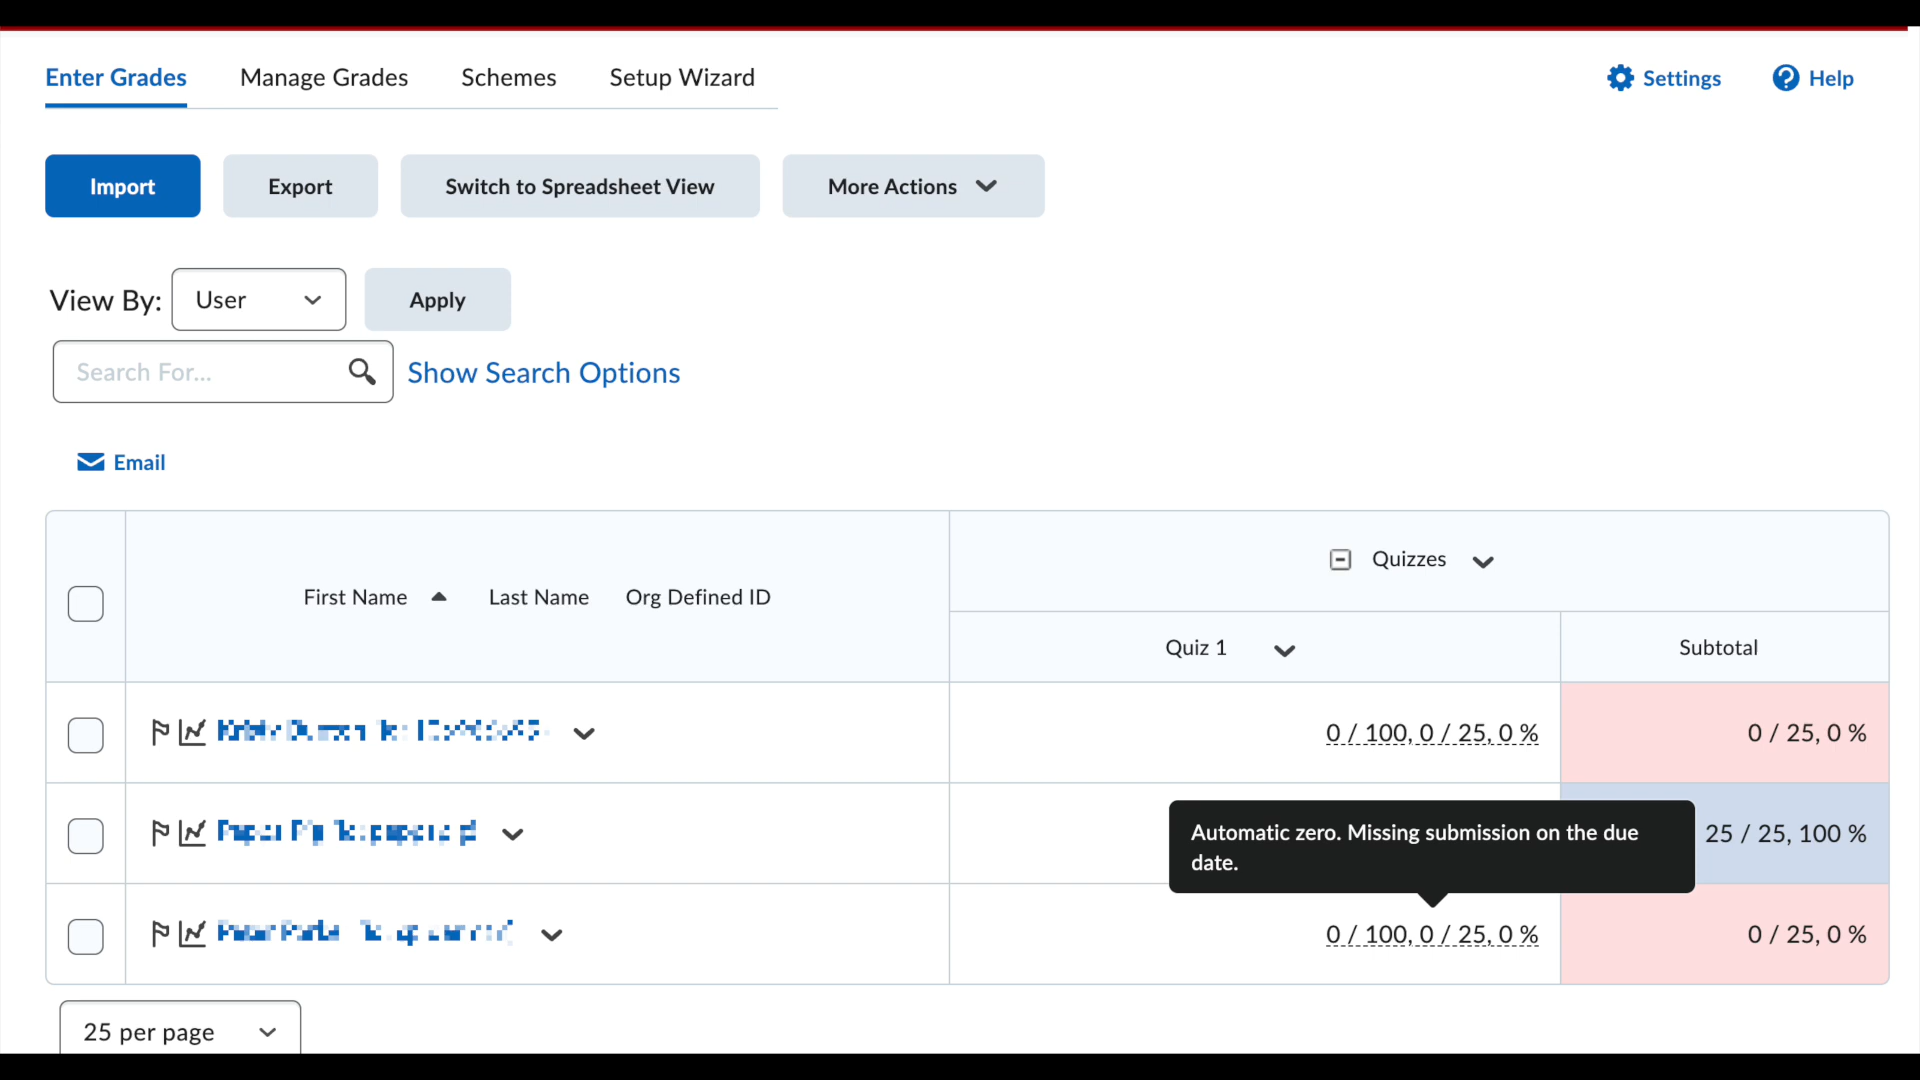 Enter Grades Manage Grades Schemes Setup Wizard Settings Help
Import Export Switch to Spreadsheet View More Actions
View By: User Apply
Search For... Show Search Options
Email
Quizzes
First Name Last Name Org Defined ID
Quiz 1 Subtotal
0 / 100, 0 / 25, 0 % 0 / 25, 0 %
Automatic zero. Missing submission on the due
date.
25 / 25, 100 %
0 / 100, 0 / 25, 0 % 0 / 25, 0 %
25 per page